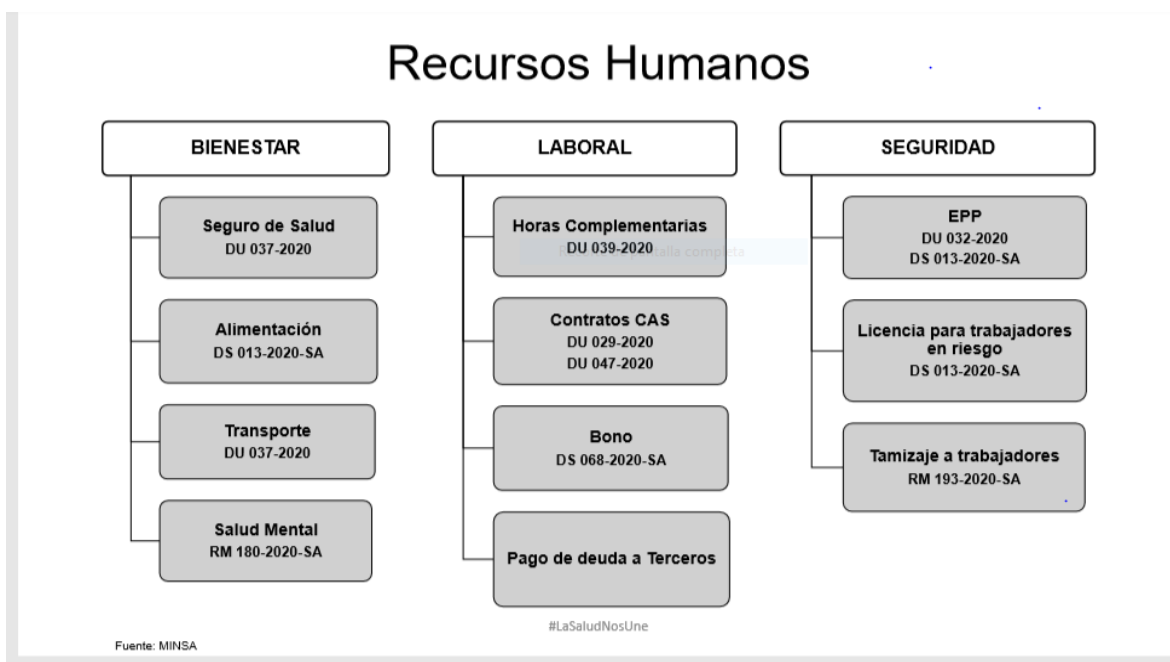 Recursos Humanos
BIENESTAR
Seguro de Salud
DU 037-2020
Alimentación
DS 013-2020-SA
Transporte
DU 037-2020
Salud Mental
RM 180-2020-SA
LABORAL
Horas Complementarias
DU 039-2020
pantalla completa
Contratos CAS
DU 029-2020
DU 047-2020
Bono
DS 068-2020-SA
Pago de deuda a Terceros
SEGURIDAD
EPP
DU 032-2020
DS 013-2020-SA
Licencia para trabajadores
en riesgo
DS 013-2020-SA
Tamizaje a trabajadores
RM 193-2020-SA
#LaSaludNosUne
Fuente: MINSA